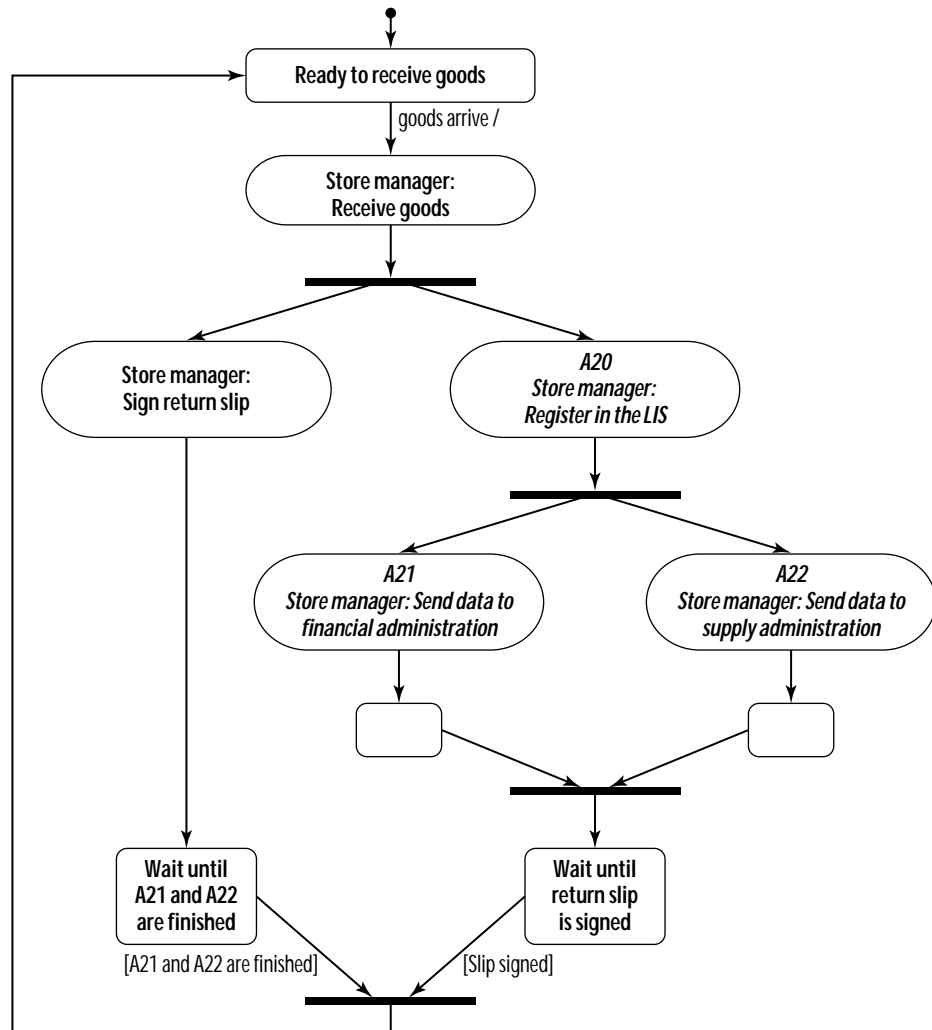 Ready to receive goods
goods arrive /
Store manager:
Receive goods
Store manager:
Sign return slip
A20
Store manager:
Register in the LIS
A21
Store manager: Send data to
financial administration
A22
Store manager: Send data to
supply administration
Wait until
A21 and A22
are finished
Wait until
return slip
is signed
[A21 and A22 are finished]
[Slip signed]